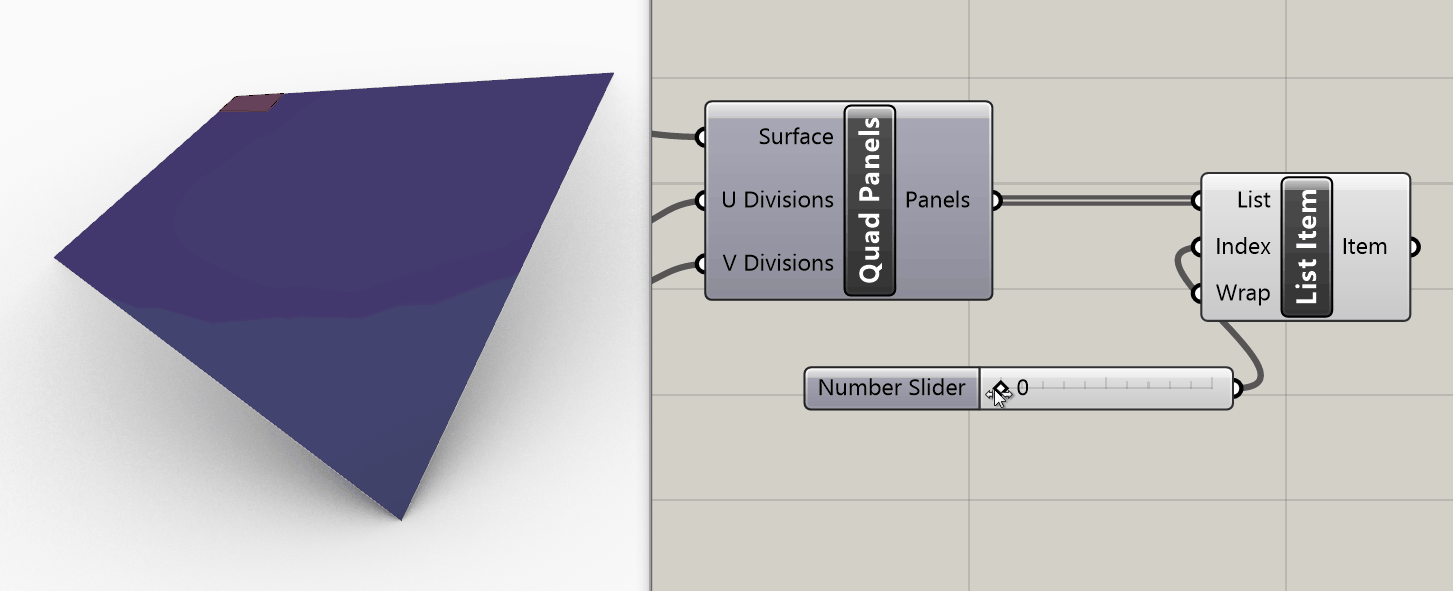 Surface
U Divisions
V Divisions
Quad Panels
Panels
List
Index
Wrap
List Item
Item
Number Slider
0